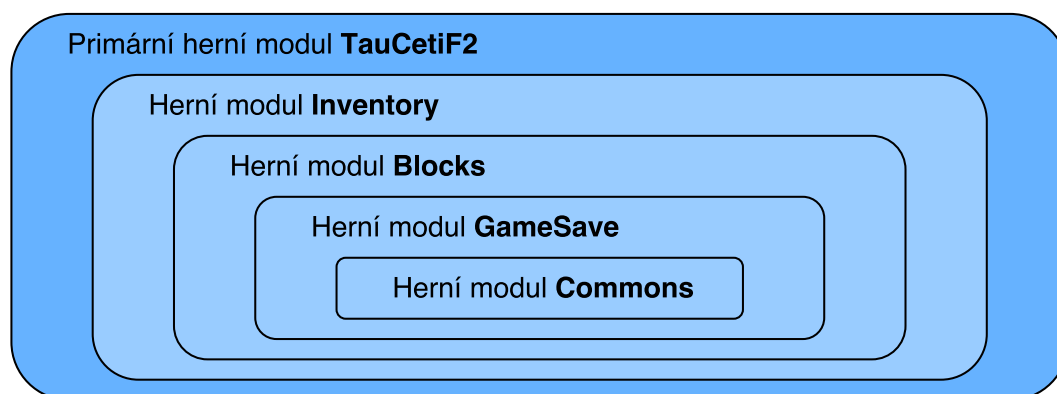 Primární herní modul TauCetiF2
Herní modul Inventory
Herní modul Blocks
Herní modul GameSave
Herní modul Commons